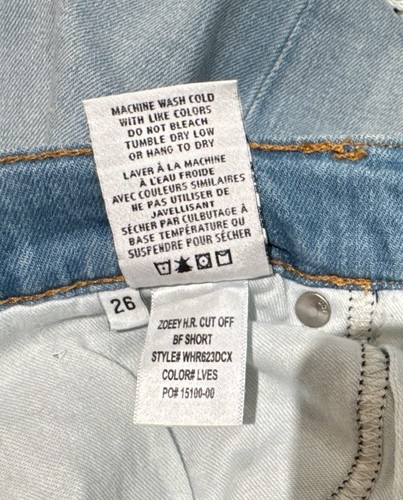 MACHINE WASH COLD
WITH LIKE COLORS
DO NOT BLEACH
TUMBLE DRY LOW
OR HANG TO DRY
LAVER À LA MACHINE
À L'EAU FROIDE
AVEC COULEURS SIMILAIRES
NE PAS UTILISER DE
JAVELLISANT
SÉCHER PAR CULBUTAGE À
BASE TEMPÉRATURE OU
SUSPENDRE POUR SÉCHER
26
ZOEEY H.R. CUT OFF
BF SHORT
STYLE# WHR623DCX
COLOR# LVES
PO# 15100-00